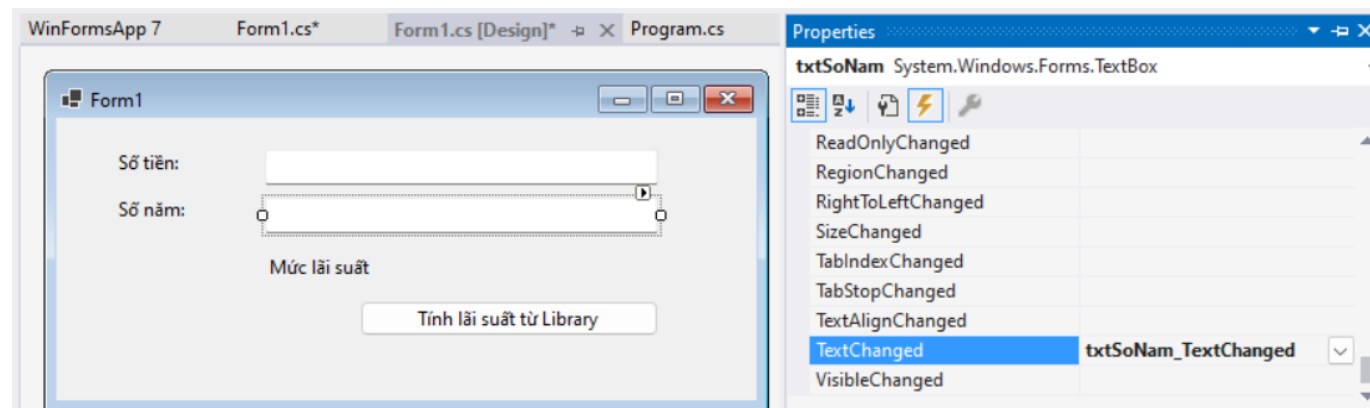 WinFormsApp 7 Form1.cs* Form1.cs [Design]* Program.cs
Form1
Số tiền:
Số năm:
Mức lãi suất
Tính lãi suất từ Library
Properties
txtSoNam System.Windows.Forms.TextBox
ReadOnlyChanged
RegionChanged
RightToLeftChanged
SizeChanged
TabIndexChanged
TabStopChanged
TextAlignChanged
TextChanged txtSoNam_TextChanged
VisibleChanged